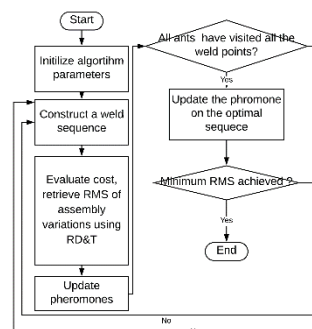 Start
Initilize algortihm
parameters
Construct a weld
sequence
Evaluate cost,
retrieve RMS of
assembly
variations using
RD&T
Update
pheromones
All ants have visited all the
weld points?
Yes
Update the phromone
on the optimal
sequece
Minimum RMS achieved ?
Yes
End
No